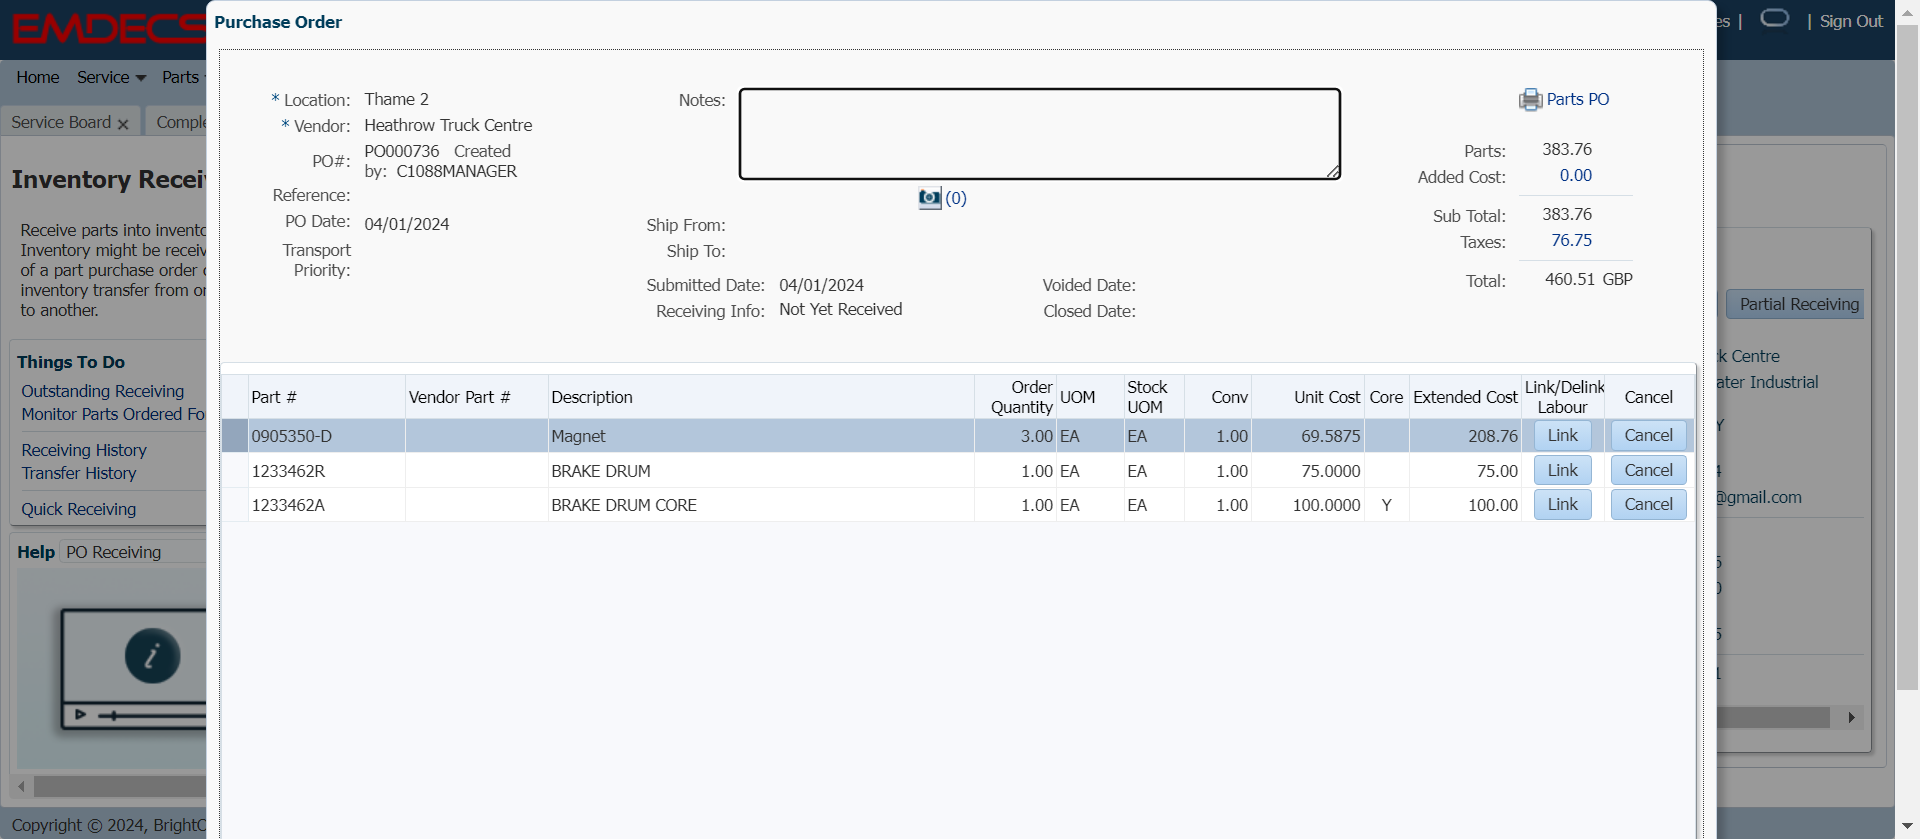 EMDECS
Purchase Order
| Sign Out
Home Service Parts
Service Board
Inventory Recei
Receive parts into invento
Inventory might be receiv
of a part purchase order
inventory transfer from
to another.
Things To Do
Outstanding Receiving
Monitor Parts Ordered Fo
Receiving History
Transfer History
Quick Receiving
Help PO Receiving
Copyright © 2024, BrightO
* Location: Thame 2
* Vendor: Heathrow Truck Centre
PO#: PO000736 Created
by: C1088MANAGER
Reference:
PO Date: 04/01/2024
Transport
Priority:
Notes:
(0)
Ship From:
Ship To:
Submitted Date: 04/01/2024 Voided Date:
Receiving Info: Not Yet Received Closed Date:
Parts PO
Parts: 383.76
Added Cost: 0.00
Sub Total: 383.76
Taxes: 76.75
Total: 460.51 GBP
Part # Vendor Part # Description Order Quantity UOM Stock UOM Conv Unit Cost Core Extended Cost Link/Delink Labour Cancel
0905350-D Magnet 3.00 EA EA 1.00 69.5875 208.76 Link Cancel
1233462R BRAKE DRUM 1.00 EA EA 1.00 75.0000 75.00 Link Cancel
1233462A BRAKE DRUM CORE 1.00 EA EA 1.00 100.0000 Y 100.00 Link Cancel
Partial Receiving
k Centre
ater Industrial
@gmail.com